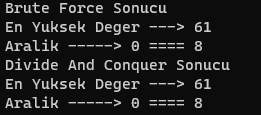 Brute Force Sonucu
En Yuksek Deger ---> 61
Aralik -----> 0 ==== 8
Divide And Conquer Sonucu
En Yuksek Deger ---> 61
Aralik -----> 0 ==== 8